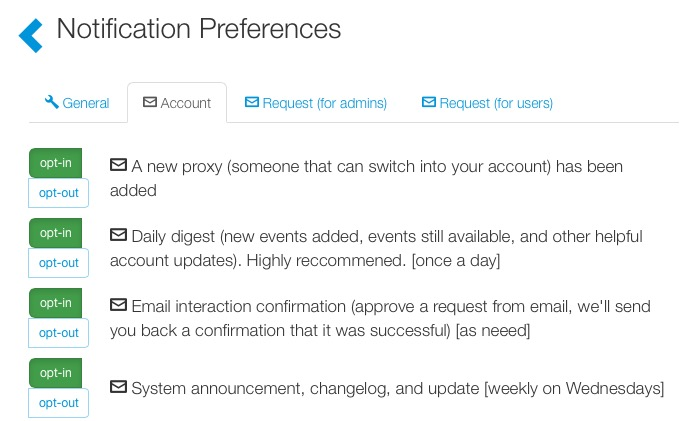 Notification Preferences
General
Account
Request (for admins)
Request (for users)
opt-in
opt-out
A new proxy (someone that can switch into your account) has been
added
opt-in
opt-out
Daily digest (new events added, events still available, and other helpful
account updates). Highly reccommened. [once a day]
opt-in
opt-out
Email interaction confirmation (approve a request from email, we'll send
you back a confirmation that it was successful) [as neeed]
opt-in
opt-out
System announcement, changelog, and update [weekly on Wednesdays]